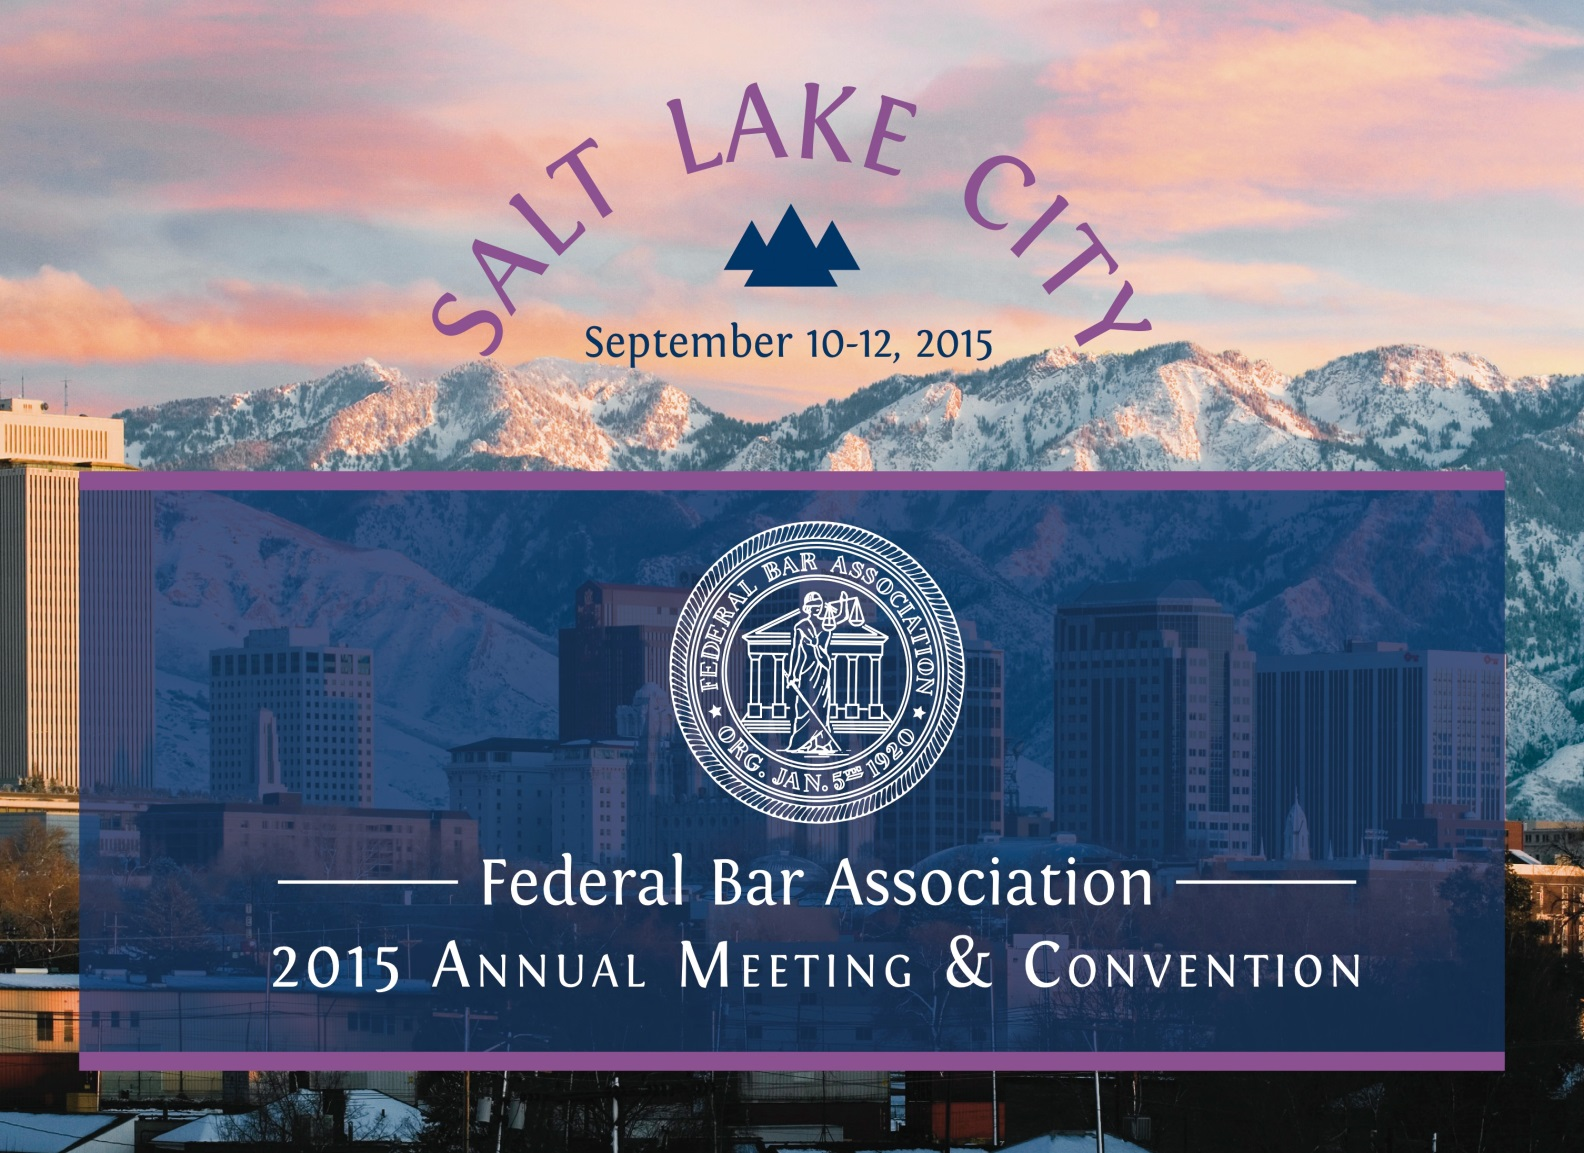 SALT LAKE CITY
September 10-12, 2015
FEDERAL BAR ASSOCIATION
ORG. JAN. 5TH 1920
Federal Bar Association
2015 ANNUAL MEETING & CONVENTION